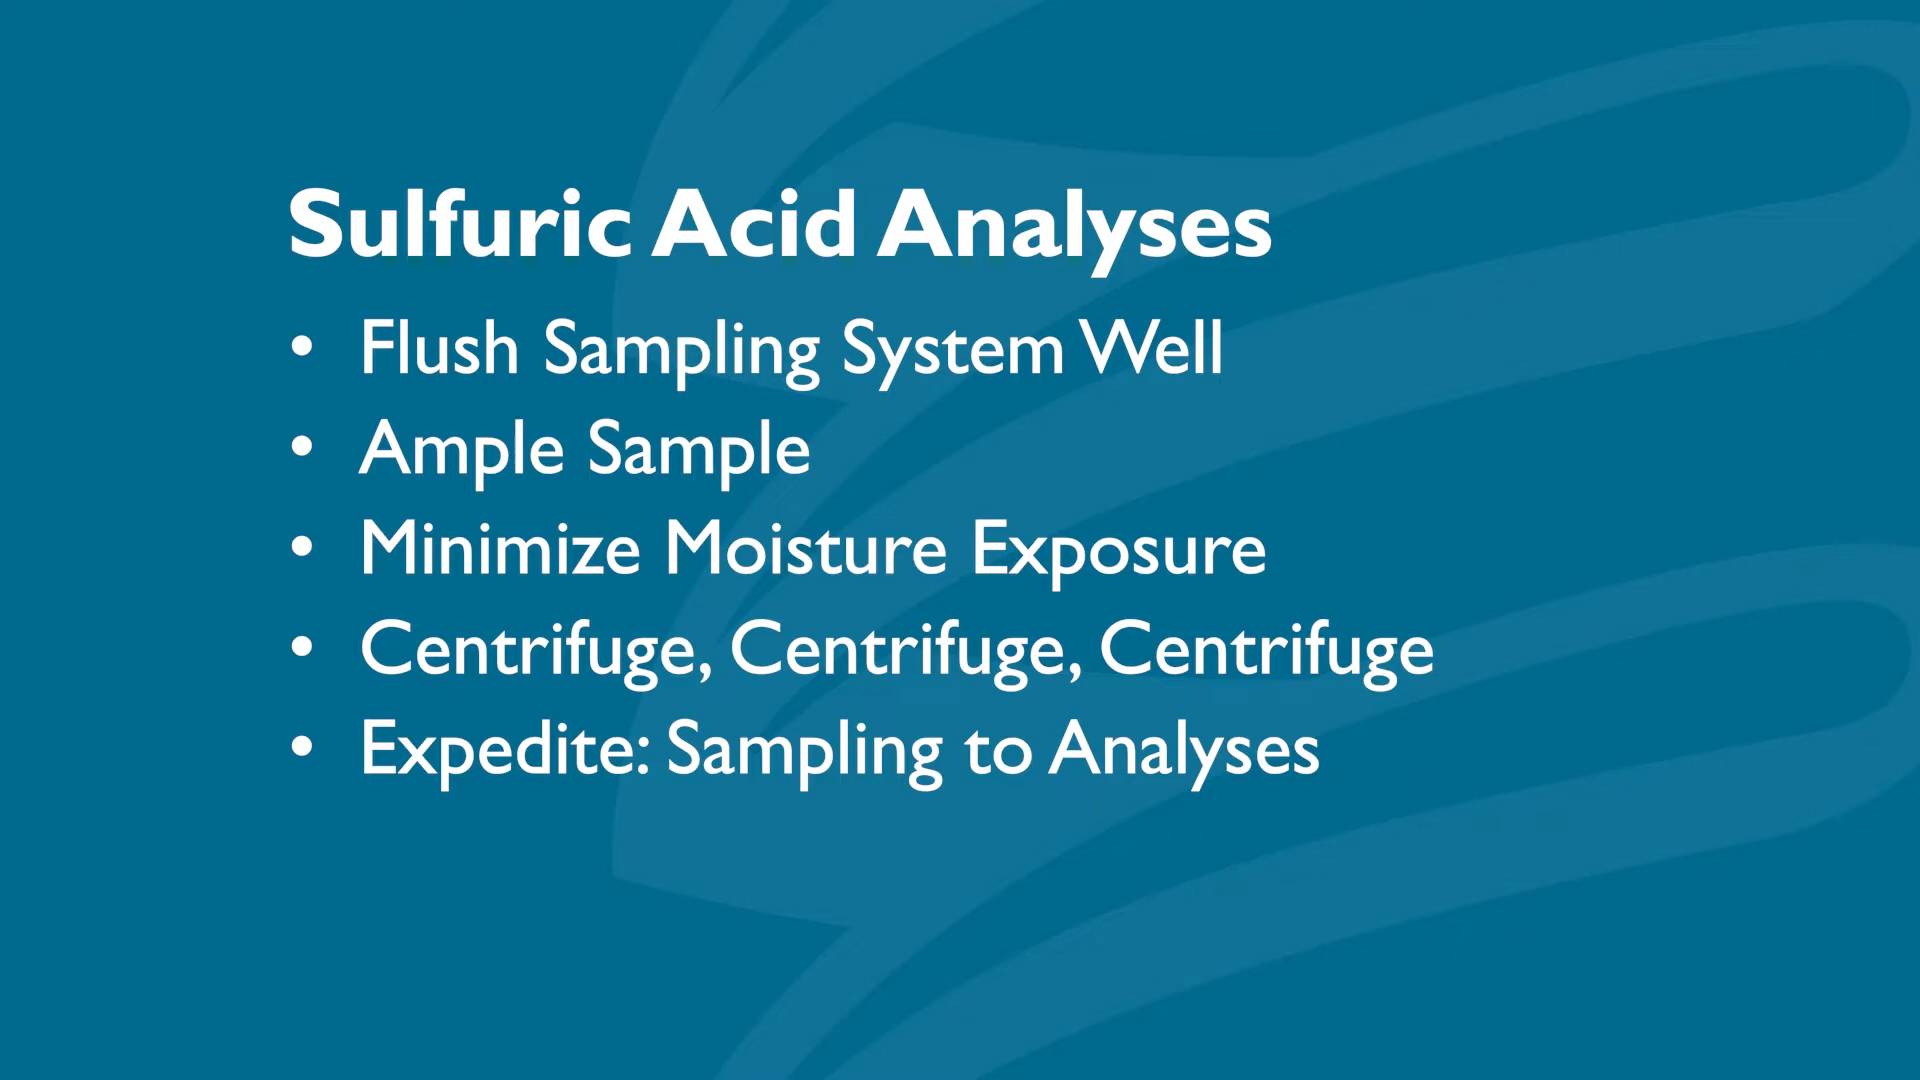 Sulfuric Acid Analyses
• Flush Sampling System Well
• Ample Sample
• Minimize Moisture Exposure
• Centrifuge, Centrifuge, Centrifuge
• Expedite: Sampling to Analyses